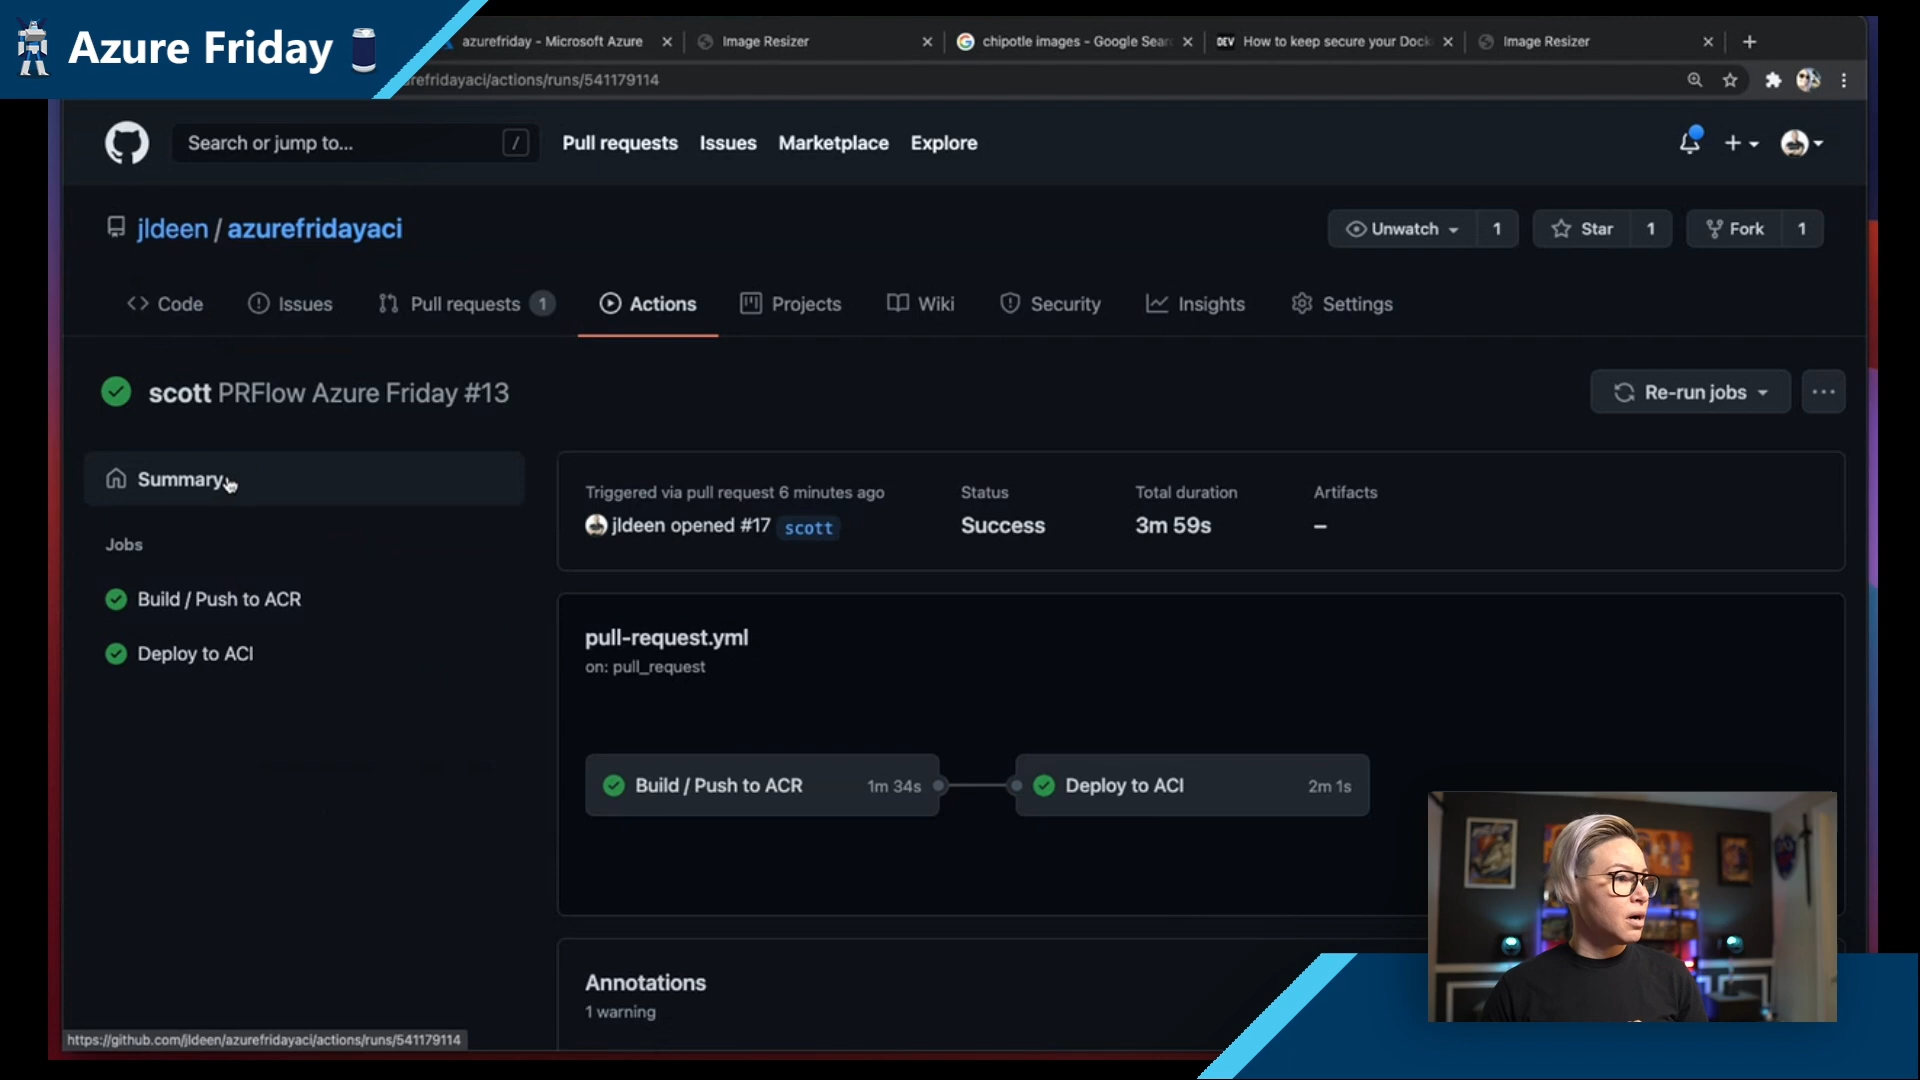 Azure Friday
azurefriday - Microsoft Azure
Image Resizer
chipotle images - Google Sear
DEV How to keep secure your Dock
Image Resizer
refridayaci/actions/runs/541179114
Search or jump to... /
Pull requests Issues Marketplace Explore
jldeen / azurefridayaci
Unwatch 1 Star 1 Fork 1
Code Issues Pull requests 1 Actions Projects Wiki Security Insights Settings
scott PRFlow Azure Friday #13
Re-run jobs
Summary
Jobs
Build / Push to ACR
Deploy to ACI
Triggered via pull request 6 minutes ago
jldeen opened #17 scott
Status
Success
Total duration
3m 59s
Artifacts
–
pull-request.yml
on: pull_request
Build / Push to ACR 1m 34s
Deploy to ACI 2m 1s
Annotations
1 warning
https://github.com/jldeen/azurefridayaci/actions/runs/541179114